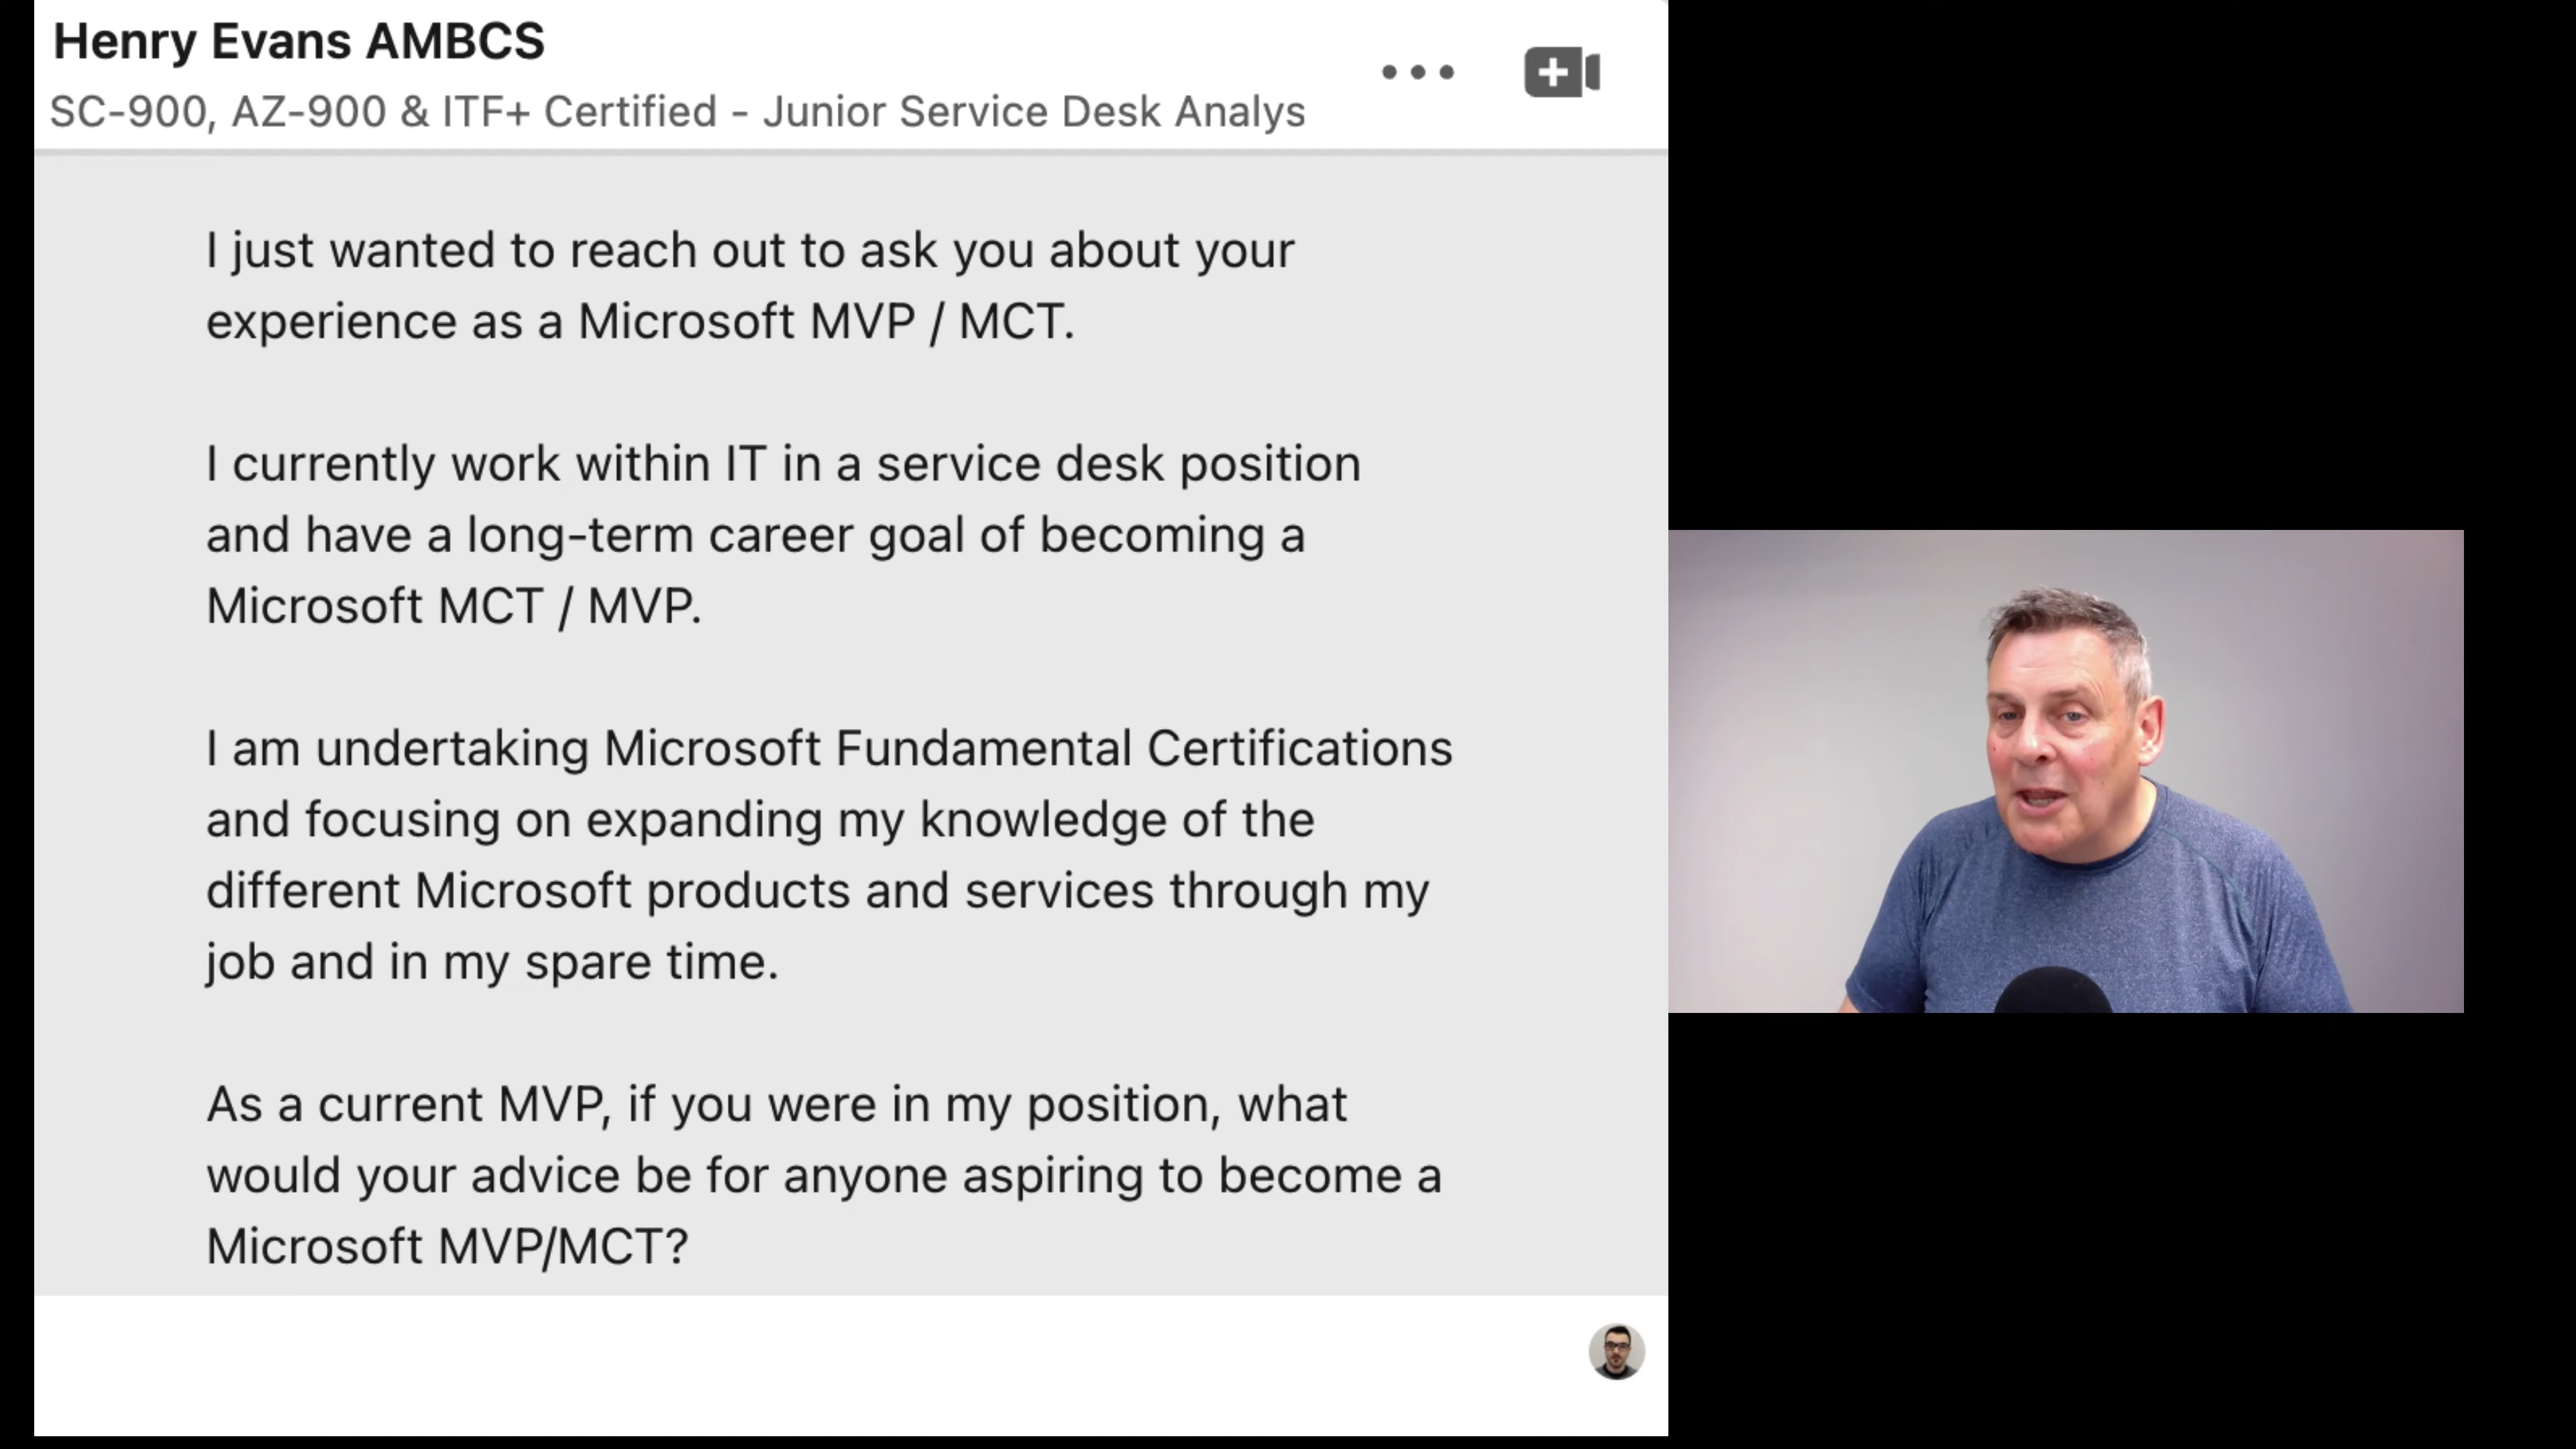 Henry Evans AMBCS
SC-900, AZ-900 & ITF+ Certified - Junior Service Desk Analys
I just wanted to reach out to ask you about your
experience as a Microsoft MVP / MCT.
I currently work within IT in a service desk position
and have a long-term career goal of becoming a
Microsoft MCT / MVP.
I am undertaking Microsoft Fundamental Certifications
and focusing on expanding my knowledge of the
different Microsoft products and services through my
job and in my spare time.
As a current MVP, if you were in my position, what
would your advice be for anyone aspiring to become a
Microsoft MVP/MCT?